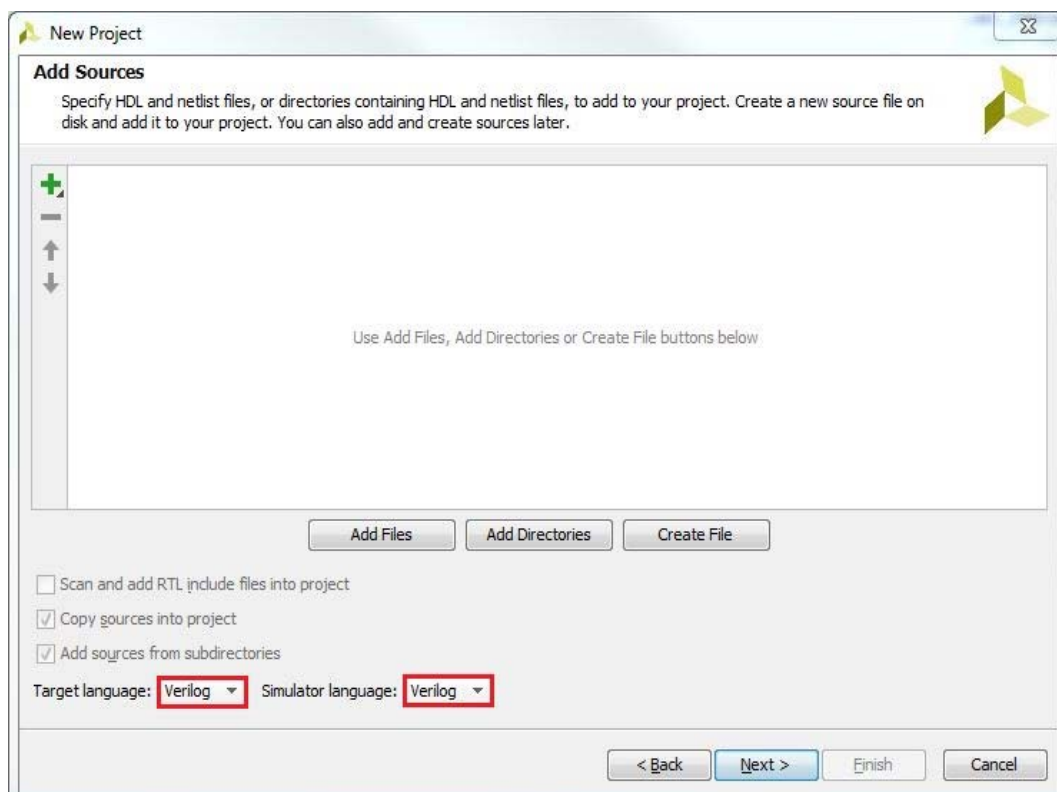 New Project
Add Sources
Specify HDL and netlist files, or directories containing HDL and netlist files, to add to your project. Create a new source file on
disk and add it to your project. You can also add and create sources later.
Use Add Files, Add Directories or Create File buttons below
Add Files Add Directories Create File
Scan and add RTL include files into project
Copy sources into project
Add sources from subdirectories
Target language: Verilog Simulator language: Verilog
< Back Next > Finish Cancel